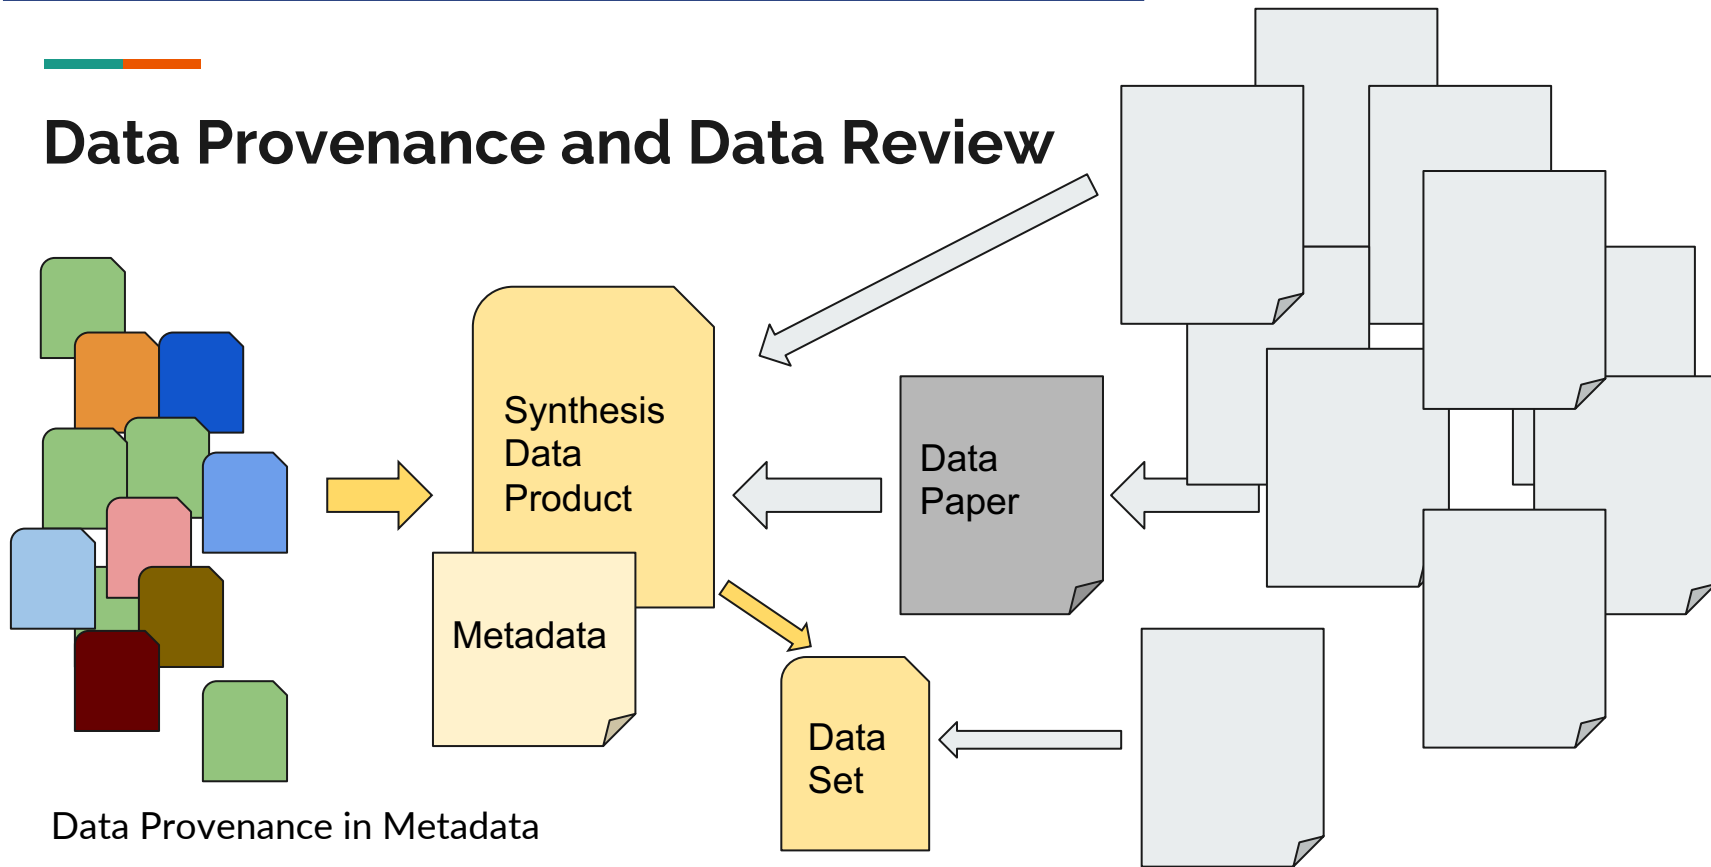 Data Provenance and Data Review
Synthesis
Data
Product
Data
Paper
Metadata
Data
Set
Data Provenance in Metadata